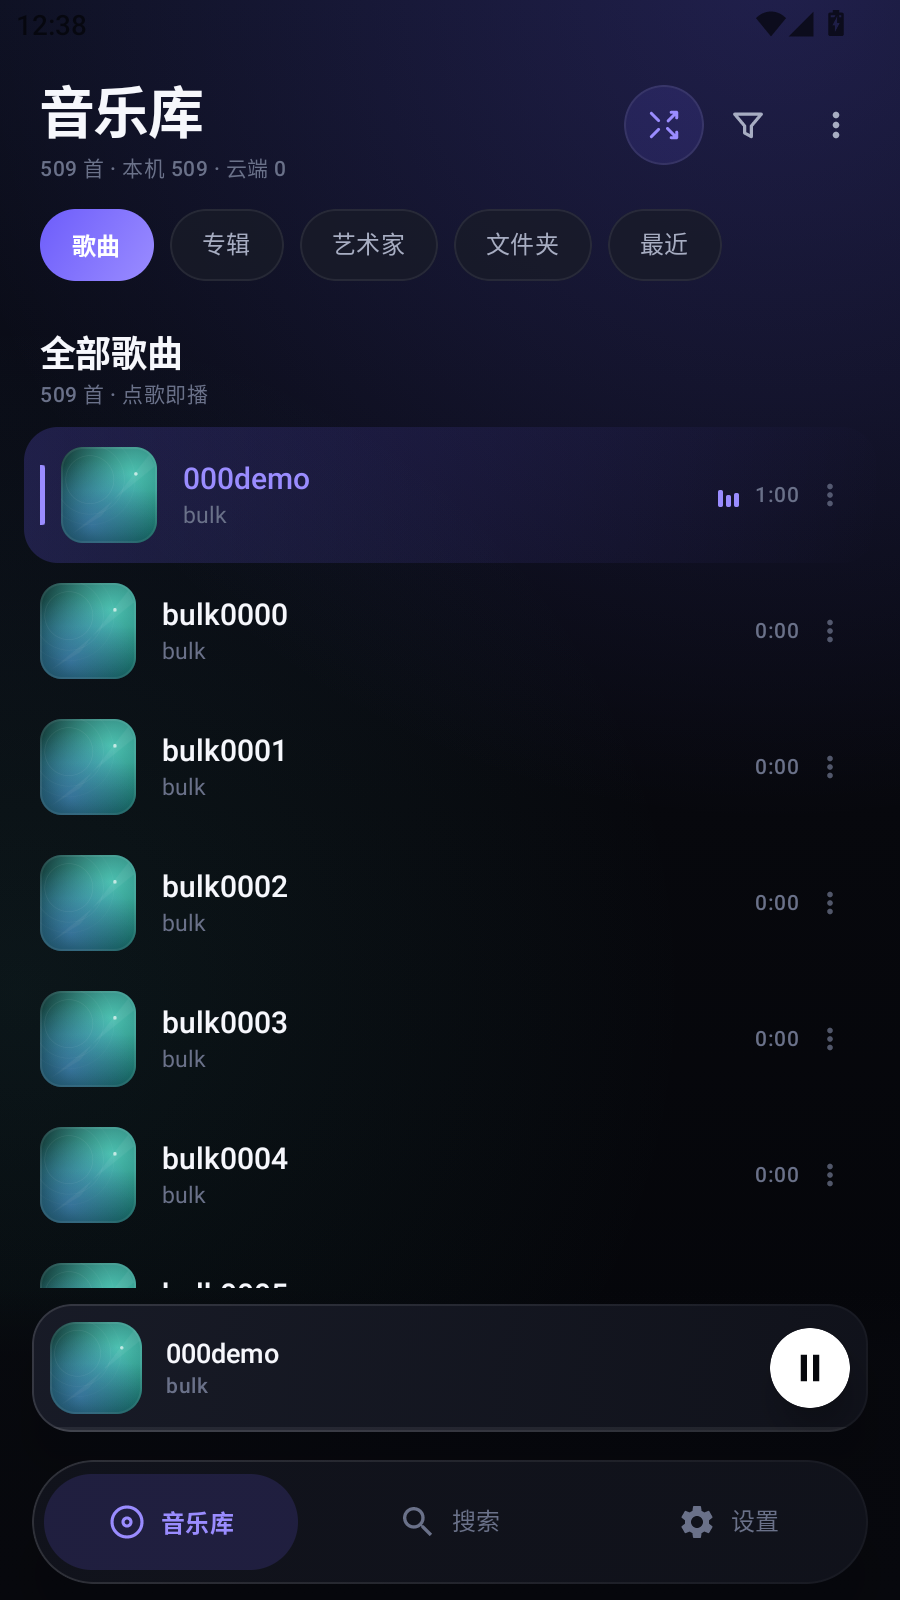 12:38
音乐库
509 首 · 本机 509 · 云端 0
歌曲 专辑 艺术家 文件夹 最近
全部歌曲
509 首 · 点歌即播
000demo
bulk
1:00
bulk0000
bulk
0:00
bulk0001
bulk
0:00
bulk0002
bulk
0:00
bulk0003
bulk
0:00
bulk0004
bulk
0:00
000demo
bulk
音乐库 搜索 设置